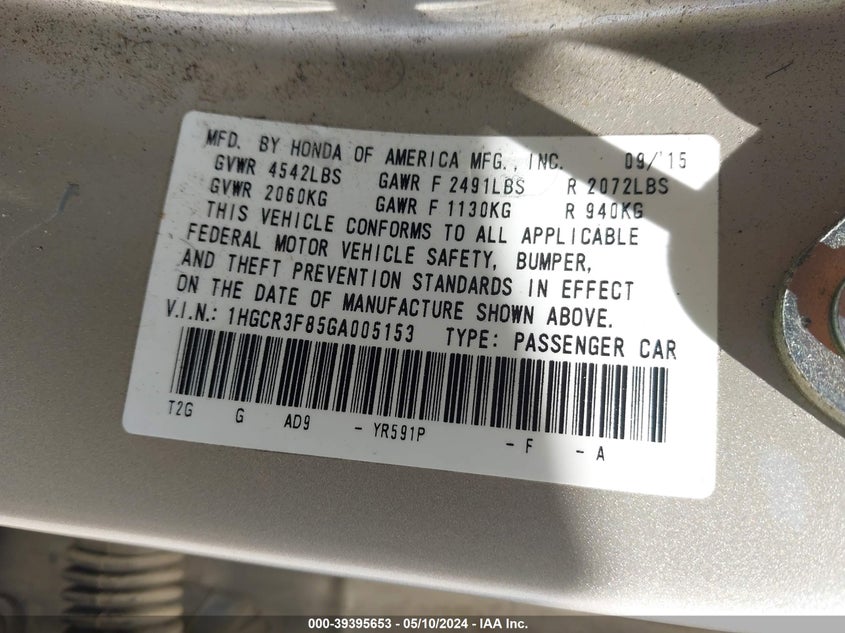 MFD. BY HONDA OF AMERICA MFG., INC. 09/'15
GVWR 4542LBS GAWR F 2491LBS R 2072LBS
GVWR 2060KG GAWR F 1130KG R 940KG
THIS VEHICLE CONFORMS TO ALL APPLICABLE
FEDERAL MOTOR VEHICLE SAFETY, BUMPER,
AND THEFT PREVENTION STANDARDS IN EFFECT
ON THE DATE OF MANUFACTURE SHOWN ABOVE.
V.I.N.: 1HGCR3F85GA005153 TYPE: PASSENGER CAR
T2G G AD9 - YR591P - F - A
000-39395653 / 05/10/2024 - IAA Inc.